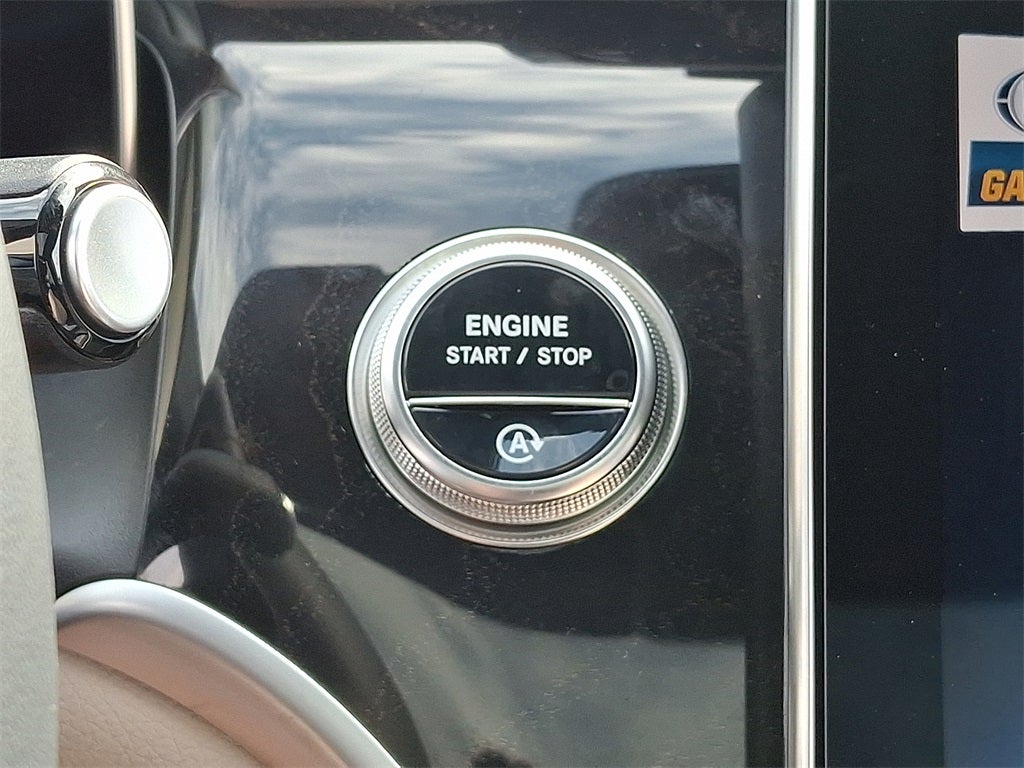 ENGINE
START / STOP
A
GA